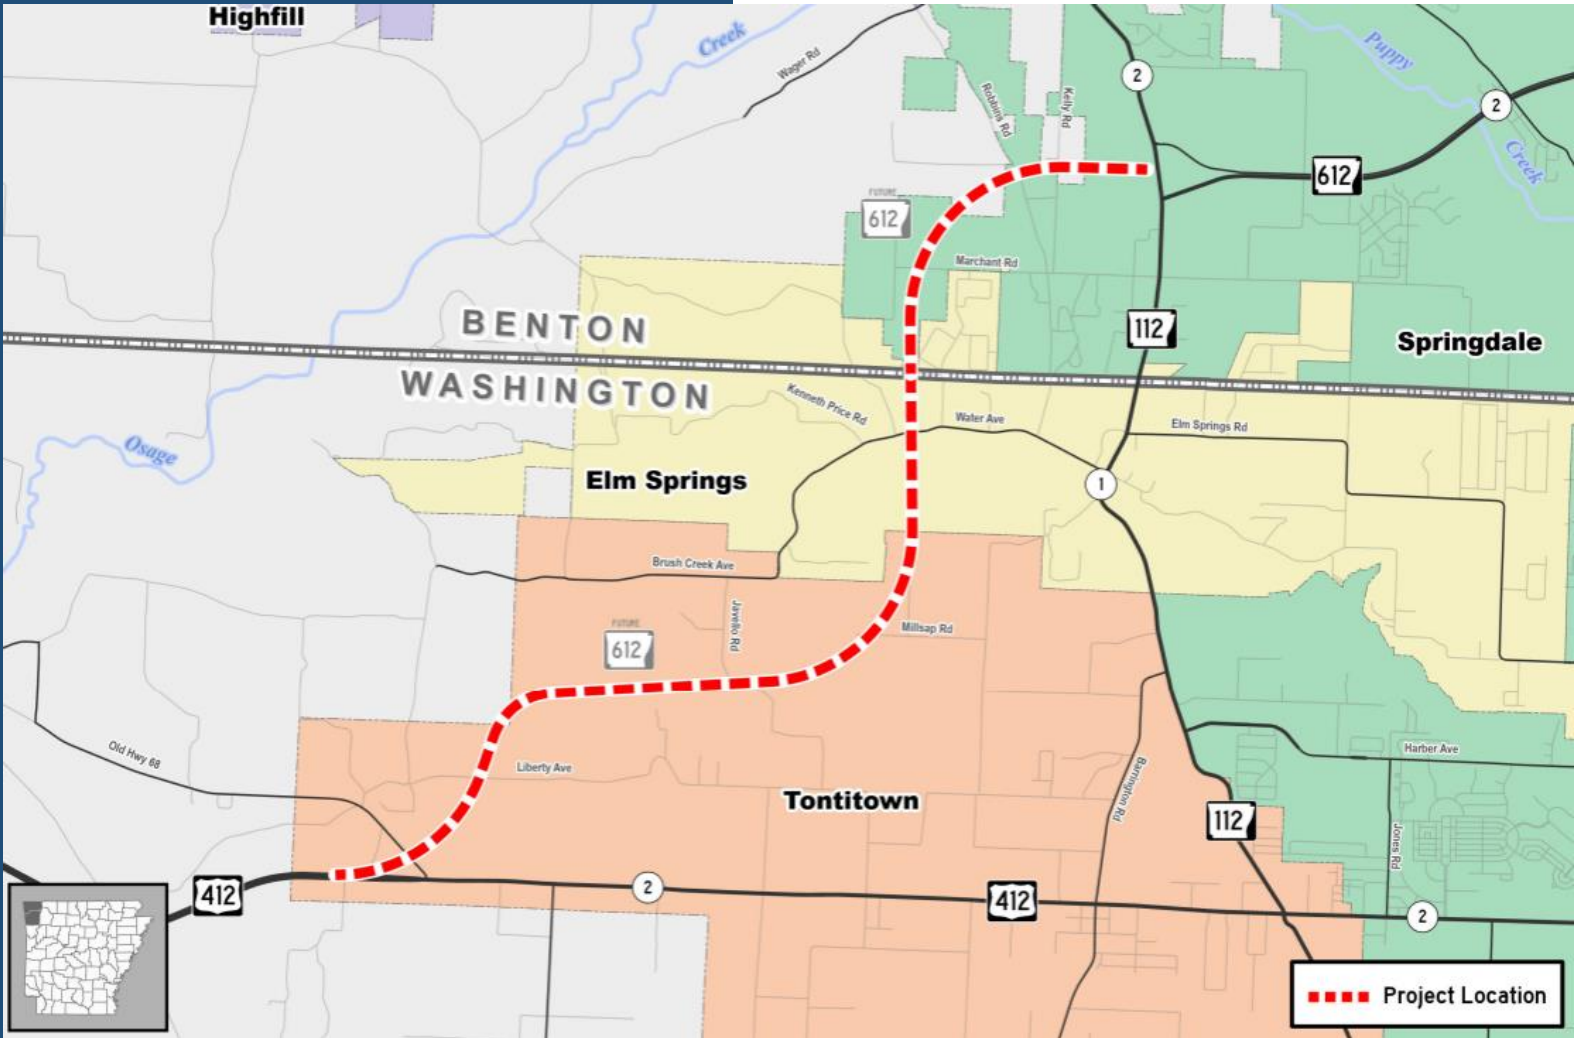 Highfill
Creek
Wager Rd
Robbins Rd
Kelly Rd
2
Puppy
Creek
2
612
FUTURE
612
Marchant Rd
BENTON
112
Springdale
WASHINGTON
Kenneth Price Rd
Water Ave
Elm Springs Rd
Osage
Elm Springs
1
Brush Creek Ave
Javello Rd
Millsap Rd
FUTURE
612
Old Hwy 68
Liberty Ave
Harber Ave
Barrington Rd
Tontitown
112
Jones Rd
412
2
412
2
Project Location